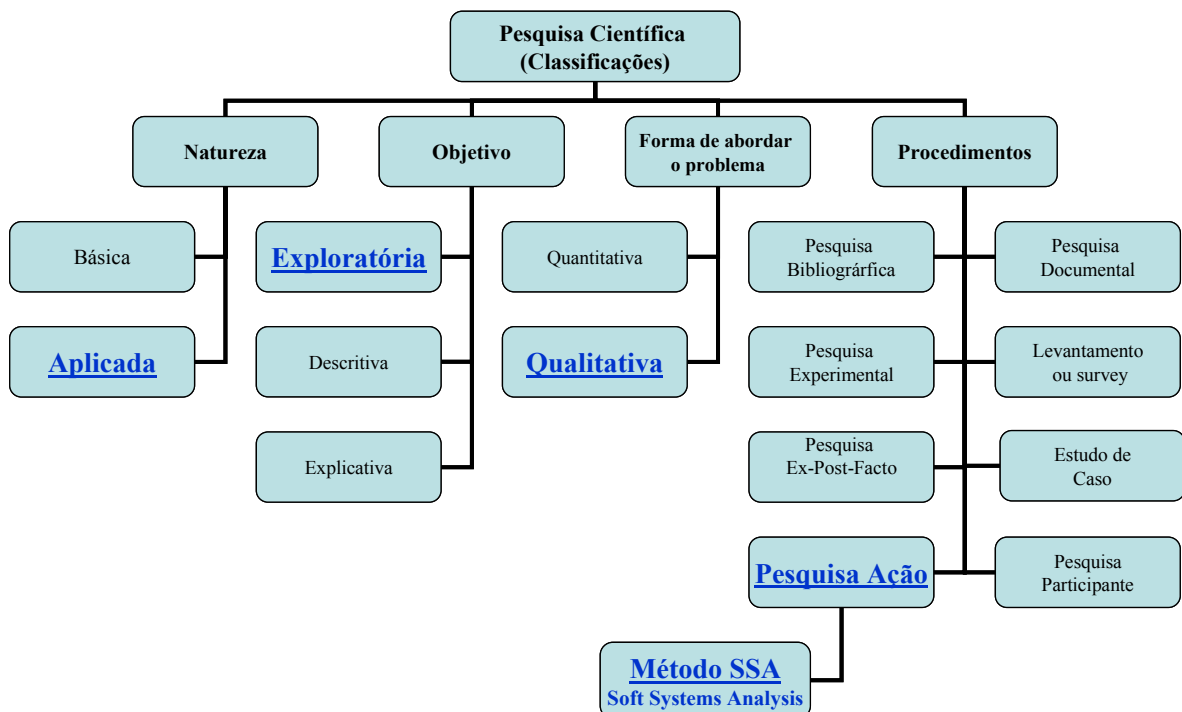 Pesquisa Científica
(Classificações)
Natureza
Objetivo
Forma de abordar
o problema
Procedimentos
Básica
Exploratória
Quantitativa
Pesquisa
Bibliográrfica
Pesquisa
Documental
Aplicada
Descritiva
Qualitativa
Pesquisa
Experimental
Levantamento
ou survey
Explicativa
Pesquisa
Ex-Post-Facto
Estudo de
Caso
Pesquisa Ação
Pesquisa
Participante
Método SSA
Soft Systems Analysis